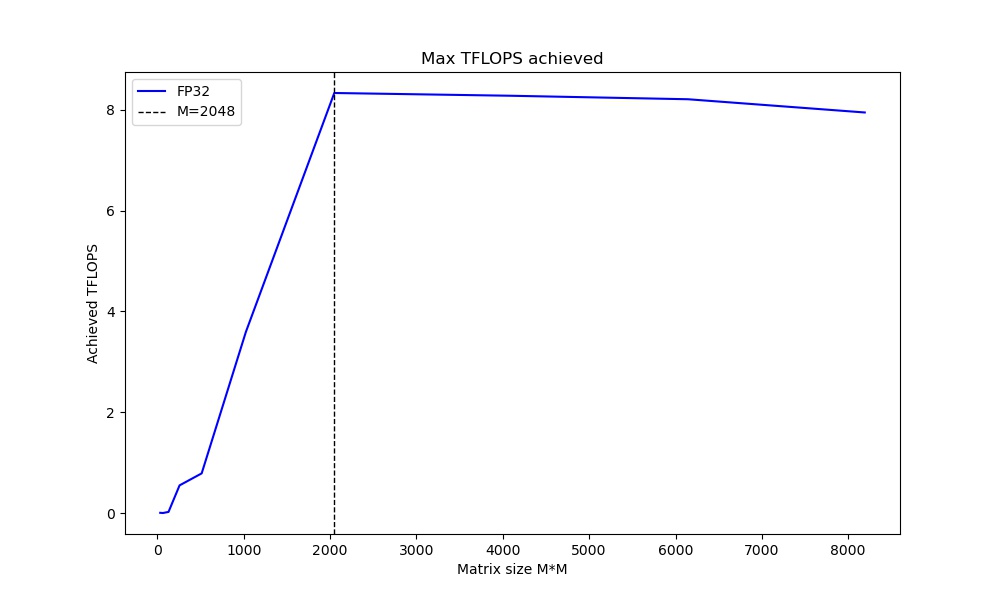 Max TFLOPS achieved
FP32
M=2048
8
6
4
2
0
Achieved TFLOPS
0 1000 2000 3000 4000 5000 6000 7000 8000
Matrix size M*M